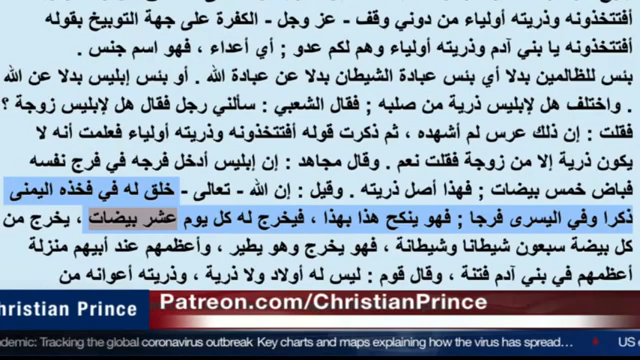 أفتتخذونه وذريته أولياء من دوني وقف - عز وجل - الكفرة على جهة التوبيخ بقوله
أفتتخذونه يا بني آدم وذريته أولياء وهم لكم عدو ; أي أعداء ، فهو اسم جنس .
بئس للظالمين بدلا أي بئس عبادة الشيطان بدلا عن عبادة الله . أو بئس إبليس بدلا عن الله
. واختلف هل لإبليس ذرية من صلبه ; فقال الشعبي : سألني رجل فقال هل لإبليس زوجة ؟
فقلت : إن ذلك عرس لم أشهده ، ثم ذكرت قوله أفتتخذونه وذريته أولياء فعلمت أنه لا
يكون ذرية إلا من زوجة فقلت نعم . وقال مجاهد : إن إبليس أدخل فرجه في فرج نفسه
فباض خمس بيضات ; فهذا أصل ذريته . وقيل : إن الله - تعالى - خلق له في فخذه اليمنى
ذكرا وفي اليسرى فرجا ; فهو ينكح هذا بهذا ، فيخرج له كل يوم عشر بيضات ، يخرج من
كل بيضة سبعون شيطانا وشيطانة ، فهو يخرج وهو يطير ، وأعظمهم عند أبيهم منزلة
أعظمهم في بني آدم فتنة ، وقال قوم : ليس له أولاد ولا ذرية ، وذريته أعوانه من
Christian Prince
Patreon.com/ChristianPrince
demic: Tracking the global coronavirus outbreak Key charts and maps explaining how the virus has spread… US